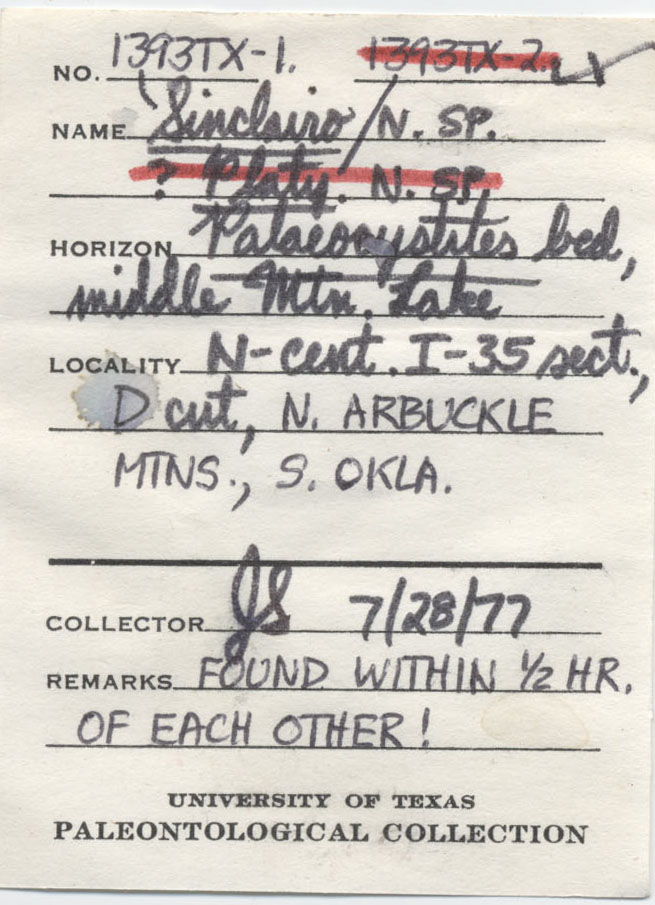 NO. 1393TX-1. 1393TX-2.
NAME Sinclairo / N. SP.
? Platy. N. SP.
HORIZON Palaeocystites bed,
middle Mtn. Lake
LOCALITY N-cent. I-35 sect.,
D cut, N. ARBUCKLE
MTNS., S. OKLA.
COLLECTOR JS 7/28/77
REMARKS FOUND WITHIN 1/2 HR.
OF EACH OTHER!
UNIVERSITY OF TEXAS
PALEONTOLOGICAL COLLECTION